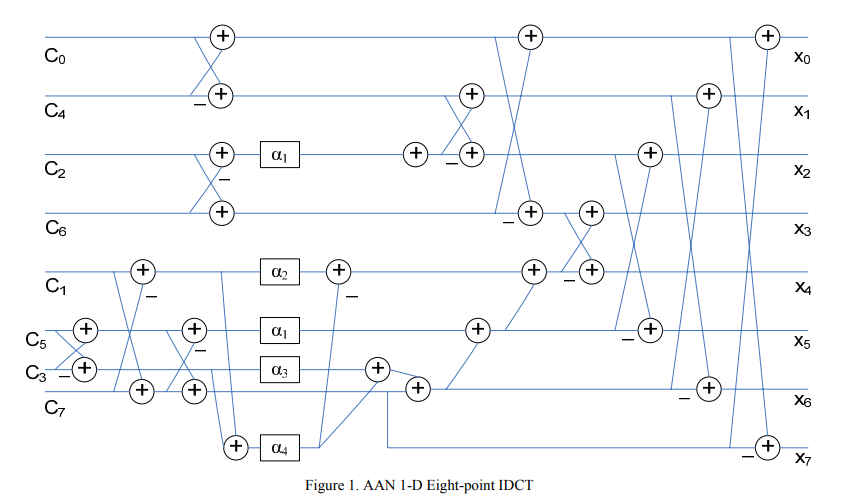 C₀ + + + x₀
C₄ − + + + x₁
C₂ + − α₁ + − + + x₂
C₆ + − + + x₃
C₁ + − α₂ + − + − + x₄
C₅ + + − α₁ + − + x₅
C₃ − + α₃ +
C₇ + + + − + x₆
+ α₄ − + x₇
Figure 1. AAN 1-D Eight-point IDCT